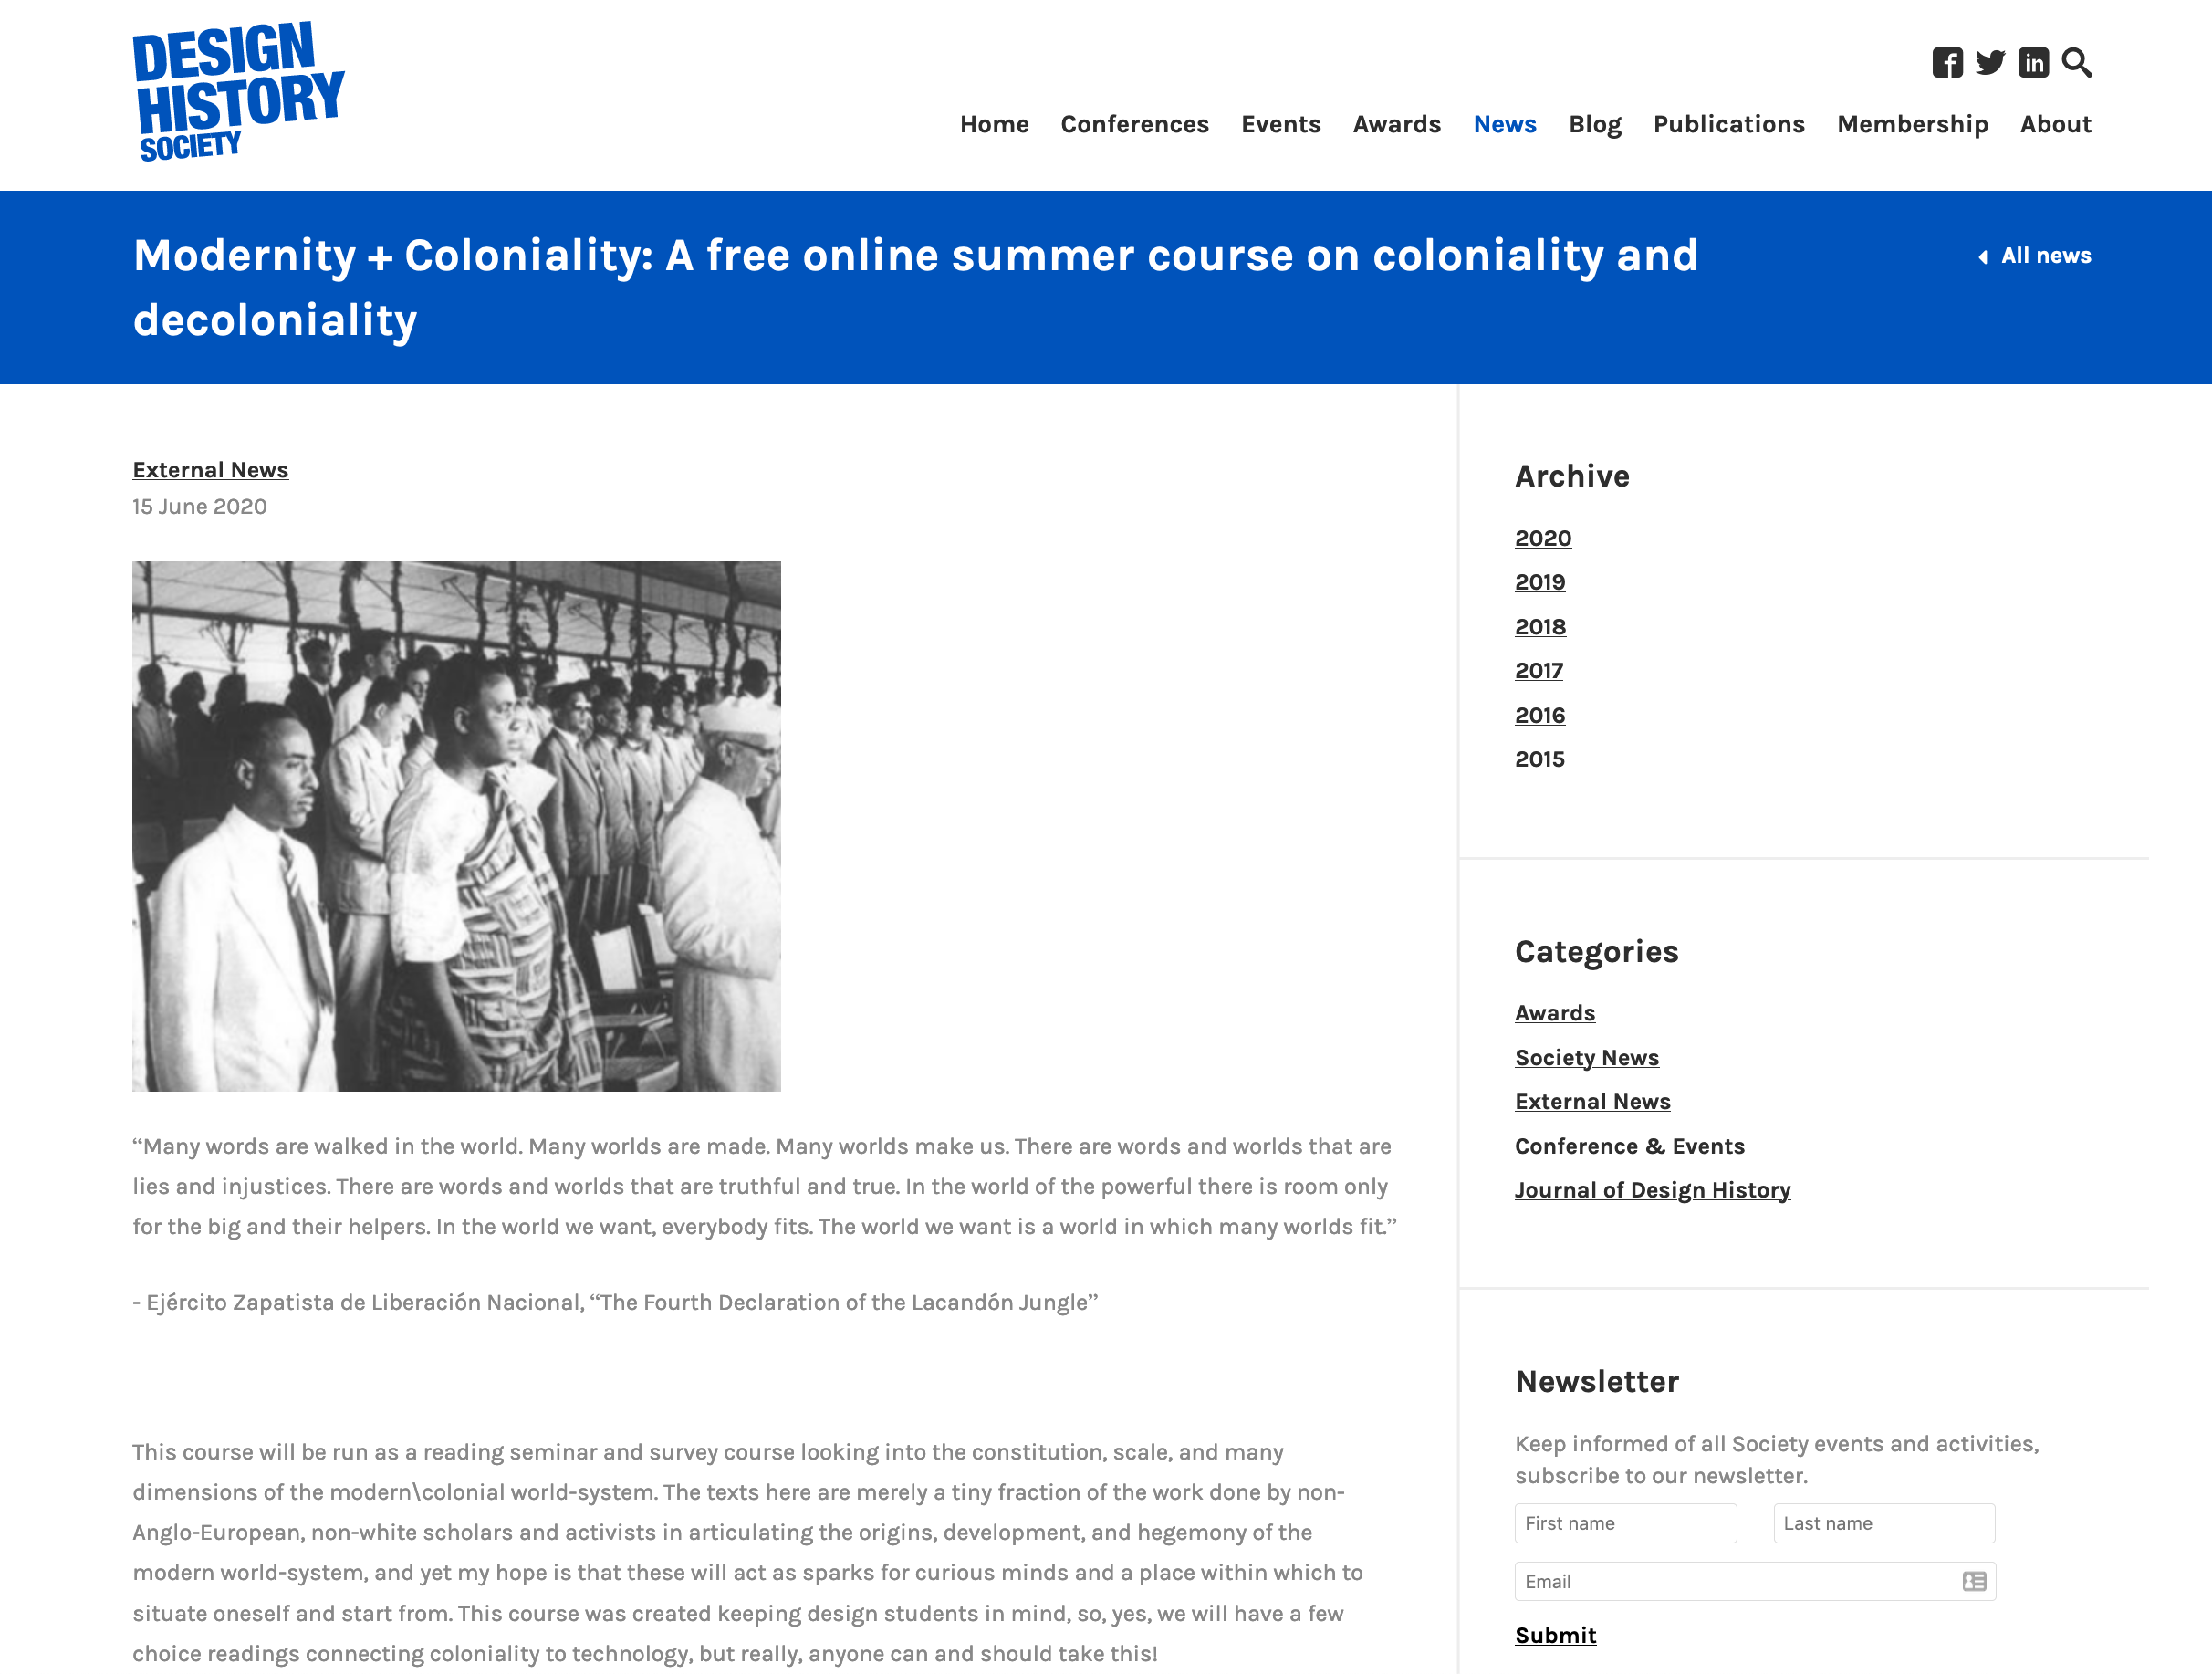 DESIGN
HISTORY
SOCIETY
Home Conferences Events Awards News Blog Publications Membership About
Modernity + Coloniality: A free online summer course on coloniality and
decoloniality
All news
External News
15 June 2020
“Many words are walked in the world. Many worlds are made. Many worlds make us. There are words and worlds that are
lies and injustices. There are words and worlds that are truthful and true. In the world of the powerful there is room only
for the big and their helpers. In the world we want, everybody fits. The world we want is a world in which many worlds fit.”
- Ejército Zapatista de Liberación Nacional, “The Fourth Declaration of the Lacandón Jungle”
This course will be run as a reading seminar and survey course looking into the constitution, scale, and many
dimensions of the modern\colonial world-system. The texts here are merely a tiny fraction of the work done by non-
Anglo-European, non-white scholars and activists in articulating the origins, development, and hegemony of the
modern world-system, and yet my hope is that these will act as sparks for curious minds and a place within which to
situate oneself and start from. This course was created keeping design students in mind, so, yes, we will have a few
choice readings connecting coloniality to technology, but really, anyone can and should take this!
Archive
2020
2019
2018
2017
2016
2015
Categories
Awards
Society News
External News
Conference & Events
Journal of Design History
Newsletter
Keep informed of all Society events and activities,
subscribe to our newsletter.
First name Last name
Email
Submit